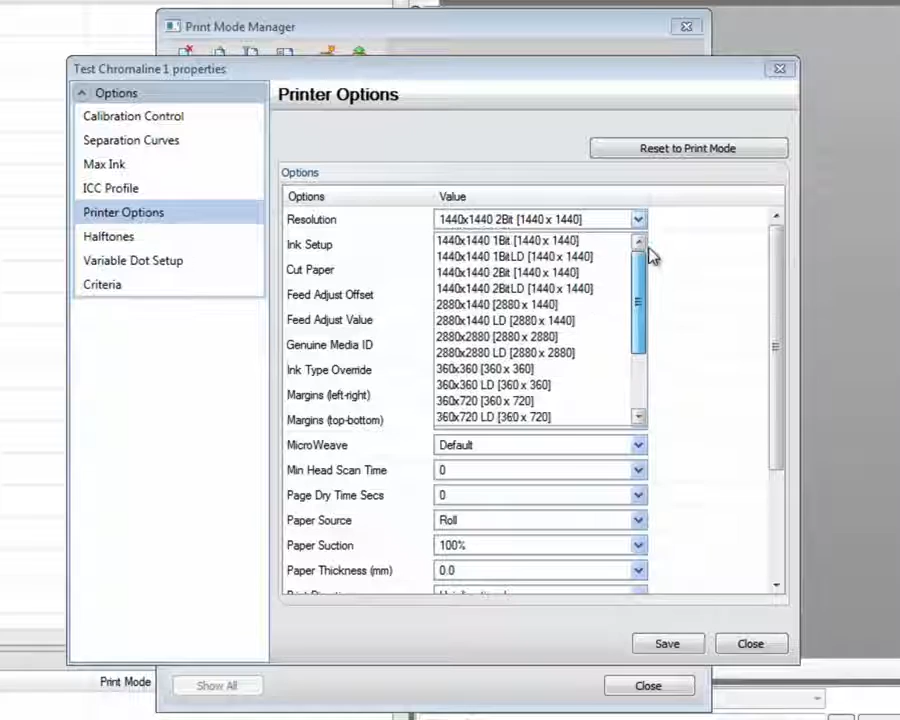 Print Mode Manager
Test Chromaline 1 properties
Options
Calibration Control
Separation Curves
Max Ink
ICC Profile
Printer Options
Halftones
Variable Dot Setup
Criteria
Printer Options
Reset to Print Mode
Options
Options Value
Resolution 1440x1440 2Bit [1440 x 1440]
Ink Setup
Cut Paper
Feed Adjust Offset
Feed Adjust Value
Genuine Media ID
Ink Type Override
Margins (left-right)
Margins (top-bottom)
1440x1440 1Bit [1440 x 1440]
1440x1440 1BitLD [1440 x 1440]
1440x1440 2Bit [1440 x 1440]
1440x1440 2BitLD [1440 x 1440]
2880x1440 [2880 x 1440]
2880x1440 LD [2880 x 1440]
2880x2880 [2880 x 2880]
2880x2880 LD [2880 x 2880]
360x360 [360 x 360]
360x360 LD [360 x 360]
360x720 [360 x 720]
360x720 LD [360 x 720]
MicroWeave Default
Min Head Scan Time 0
Page Dry Time Secs 0
Paper Source Roll
Paper Suction 100%
Paper Thickness (mm) 0.0
Save Close
Print Mode
Show All Close